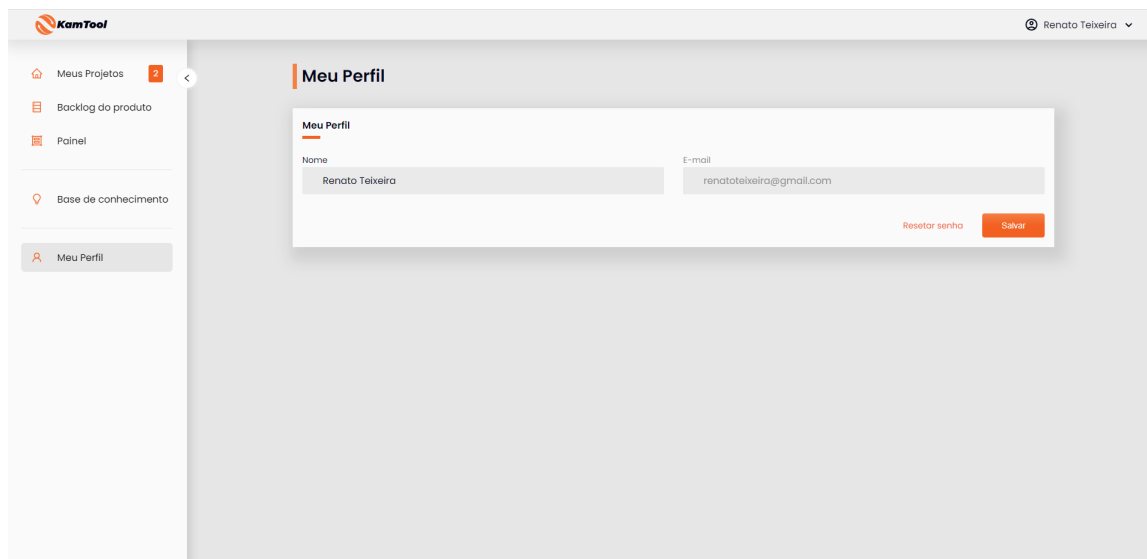 KamTool
Renato Teixeira
Meus Projetos 2
Backlog do produto
Painel
Base de conhecimento
Meu Perfil
Meu Perfil
Meu Perfil
Nome
Renato Teixeira
E-mail
renatoteixeira@gmail.com
Resetar senha
Salvar